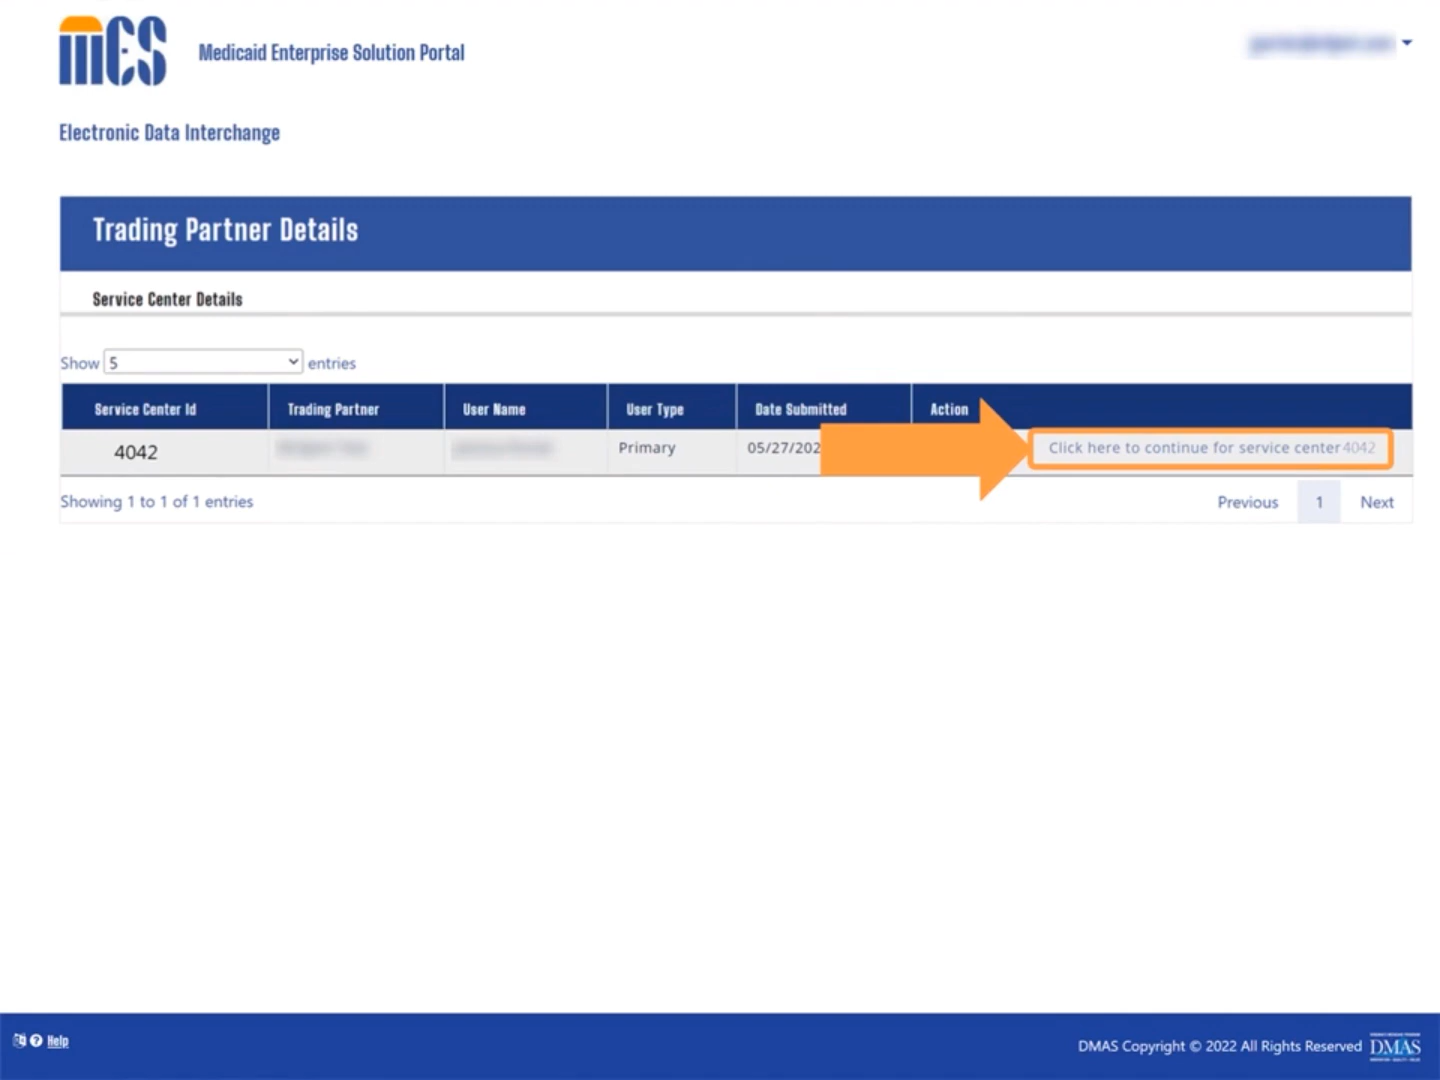 mES
Medicaid Enterprise Solution Portal
Electronic Data Interchange
Trading Partner Details
Service Center Details
Show 5 entries
Service Center Id Trading Partner User Name User Type Date Submitted Action
4042 Primary 05/27/202 Click here to continue for service center 4042
Showing 1 to 1 of 1 entries
Previous 1 Next
Help
DMAS Copyright © 2022 All Rights Reserved DMAS